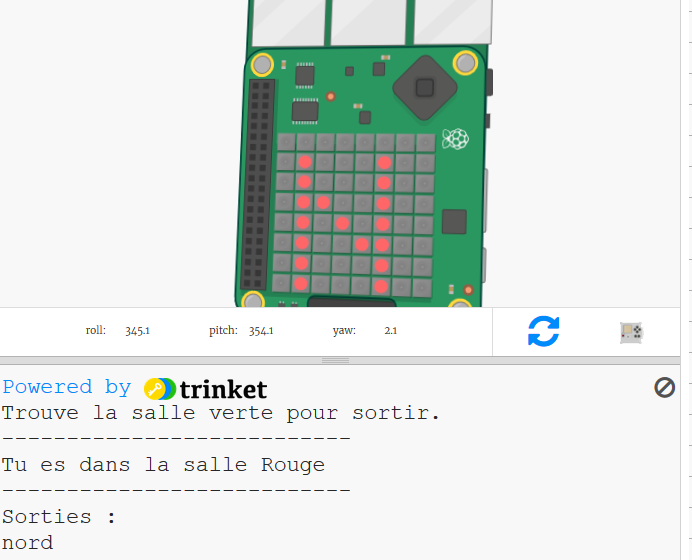 N
roll: 345.1 pitch: 354.1 yaw: 2.1
Powered by trinket
Trouve la salle verte pour sortir.
---------------------------
Tu es dans la salle Rouge
---------------------------
Sorties :
nord